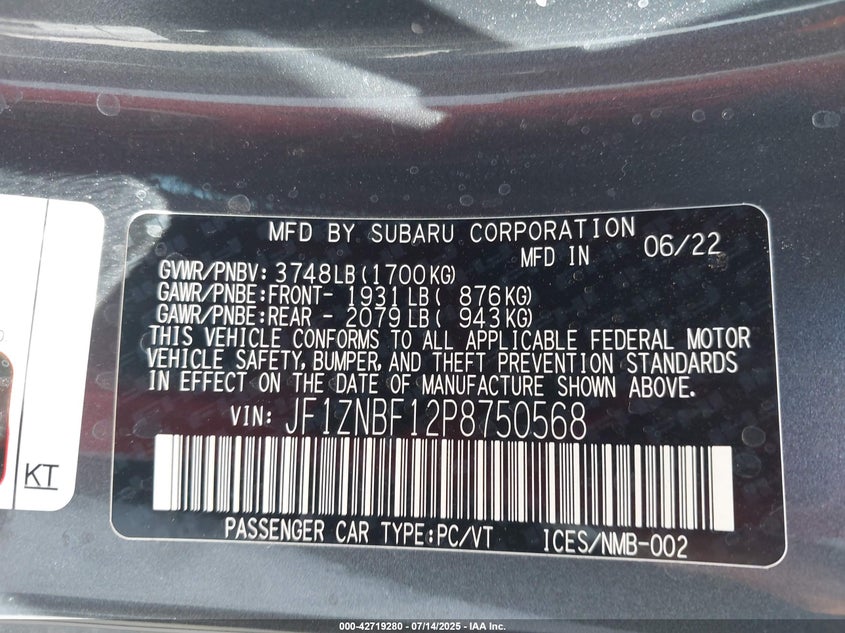 MFD BY SUBARU CORPORATION
MFD IN 06/22
GVWR/PNBV: 3748LB(1700KG)
GAWR/PNBE:FRONT- 1931LB( 876KG)
GAWR/PNBE:REAR - 2079LB( 943KG)
THIS VEHICLE CONFORMS TO ALL APPLICABLE FEDERAL MOTOR
VEHICLE SAFETY, BUMPER, AND THEFT PREVENTION STANDARDS
IN EFFECT ON THE DATE OF MANUFACTURE SHOWN ABOVE.
VIN: JF1ZNBF12P8750568
PASSENGER CAR TYPE:PC/VT ICES/NMB-002
KT
000-42719280 - 07/14/2025 - IAA Inc.